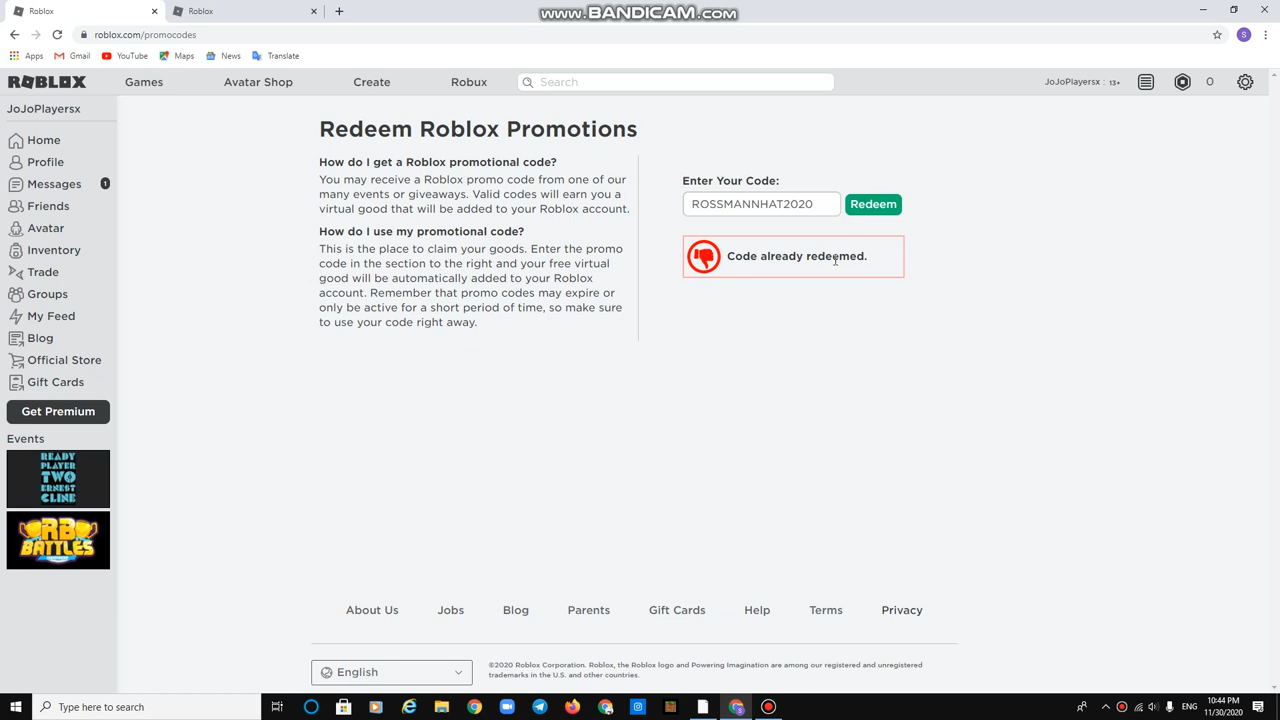 www.BANDICAM.com
Roblox
Roblox
roblox.com/promocodes
S
Apps
Gmail
YouTube
Maps
News
Translate
ROBLOX
Games
Avatar Shop
Create
Robux
Search
JoJoPlayersx : 13+
0
JoJoPlayersx
Home
Profile
Messages
1
Friends
Avatar
Inventory
Trade
Groups
My Feed
Blog
Official Store
Gift Cards
Get Premium
Events
READY
PLAYER
TWO
ERNEST
CLINE
RB
BATTLES
Redeem Roblox Promotions
How do I get a Roblox promotional code?
You may receive a Roblox promo code from one of our
many events or giveaways. Valid codes will earn you a
virtual good that will be added to your Roblox account.
How do I use my promotional code?
This is the place to claim your goods. Enter the promo
code in the section to the right and your free virtual
good will be automatically added to your Roblox
account. Remember that promo codes may expire or
only be active for a short period of time, so make sure
to use your code right away.
Enter Your Code:
ROSSMANNHAT2020
Redeem
Code already redeemed.
About Us
Jobs
Blog
Parents
Gift Cards
Help
Terms
Privacy
English
©2020 Roblox Corporation. Roblox, the Roblox logo and Powering Imagination are among our registered and unregistered
trademarks in the U.S. and other countries.
Type here to search
ENG
10:44 PM
11/30/2020